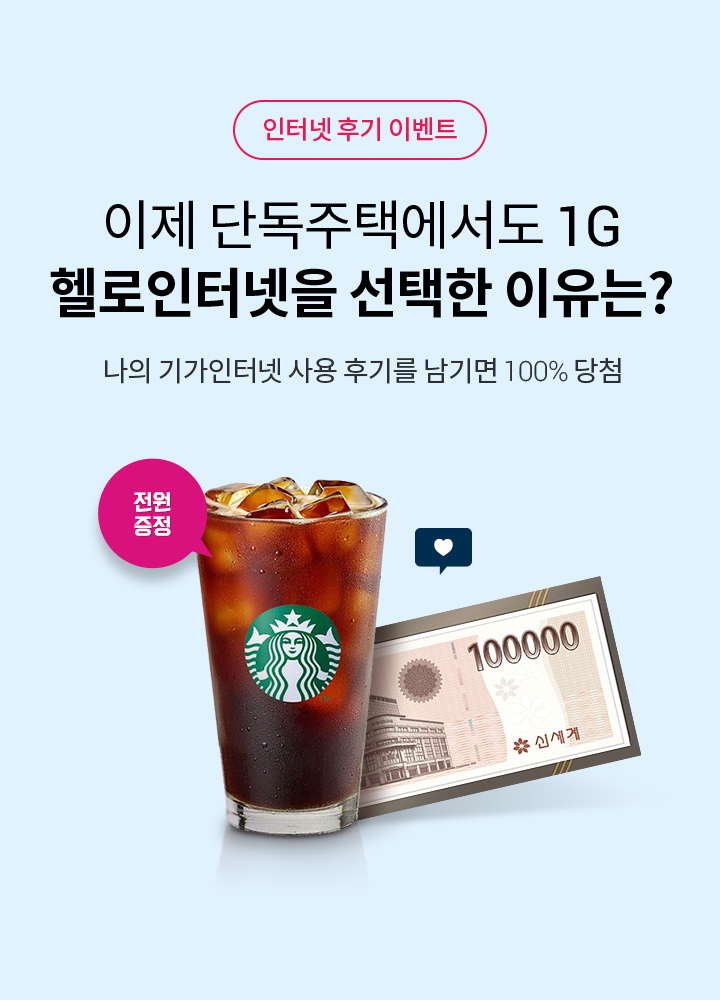 인터넷 후기 이벤트
이제 단독주택에서도 1G
헬로인터넷을 선택한 이유는?
나의 기가인터넷 사용 후기를 남기면 100% 당첨
전원
증정
100000
신세계